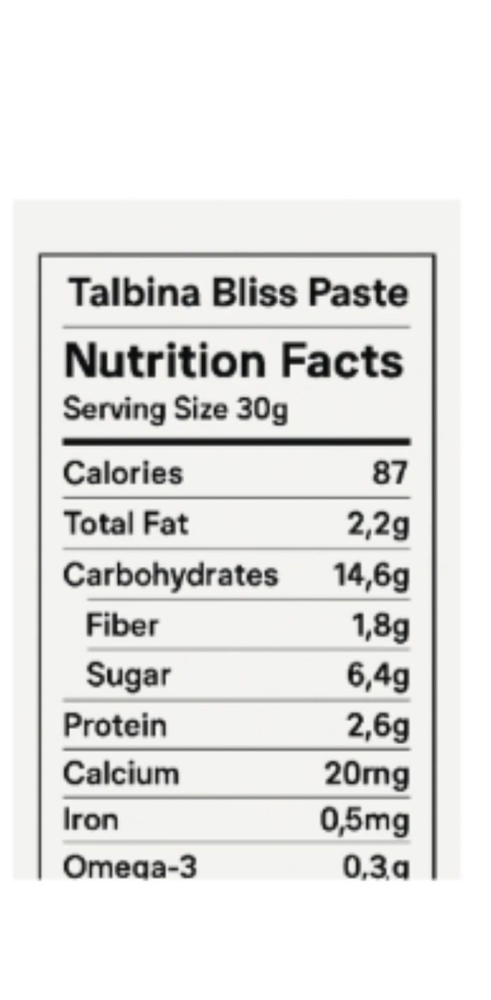 Talbina Bliss Paste
Nutrition Facts
Serving Size 30g
Calories 87
Total Fat 2,2g
Carbohydrates 14,6g
Fiber 1,8g
Sugar 6,4g
Protein 2,6g
Calcium 20mg
Iron 0,5mg
Omega-3 0,3g